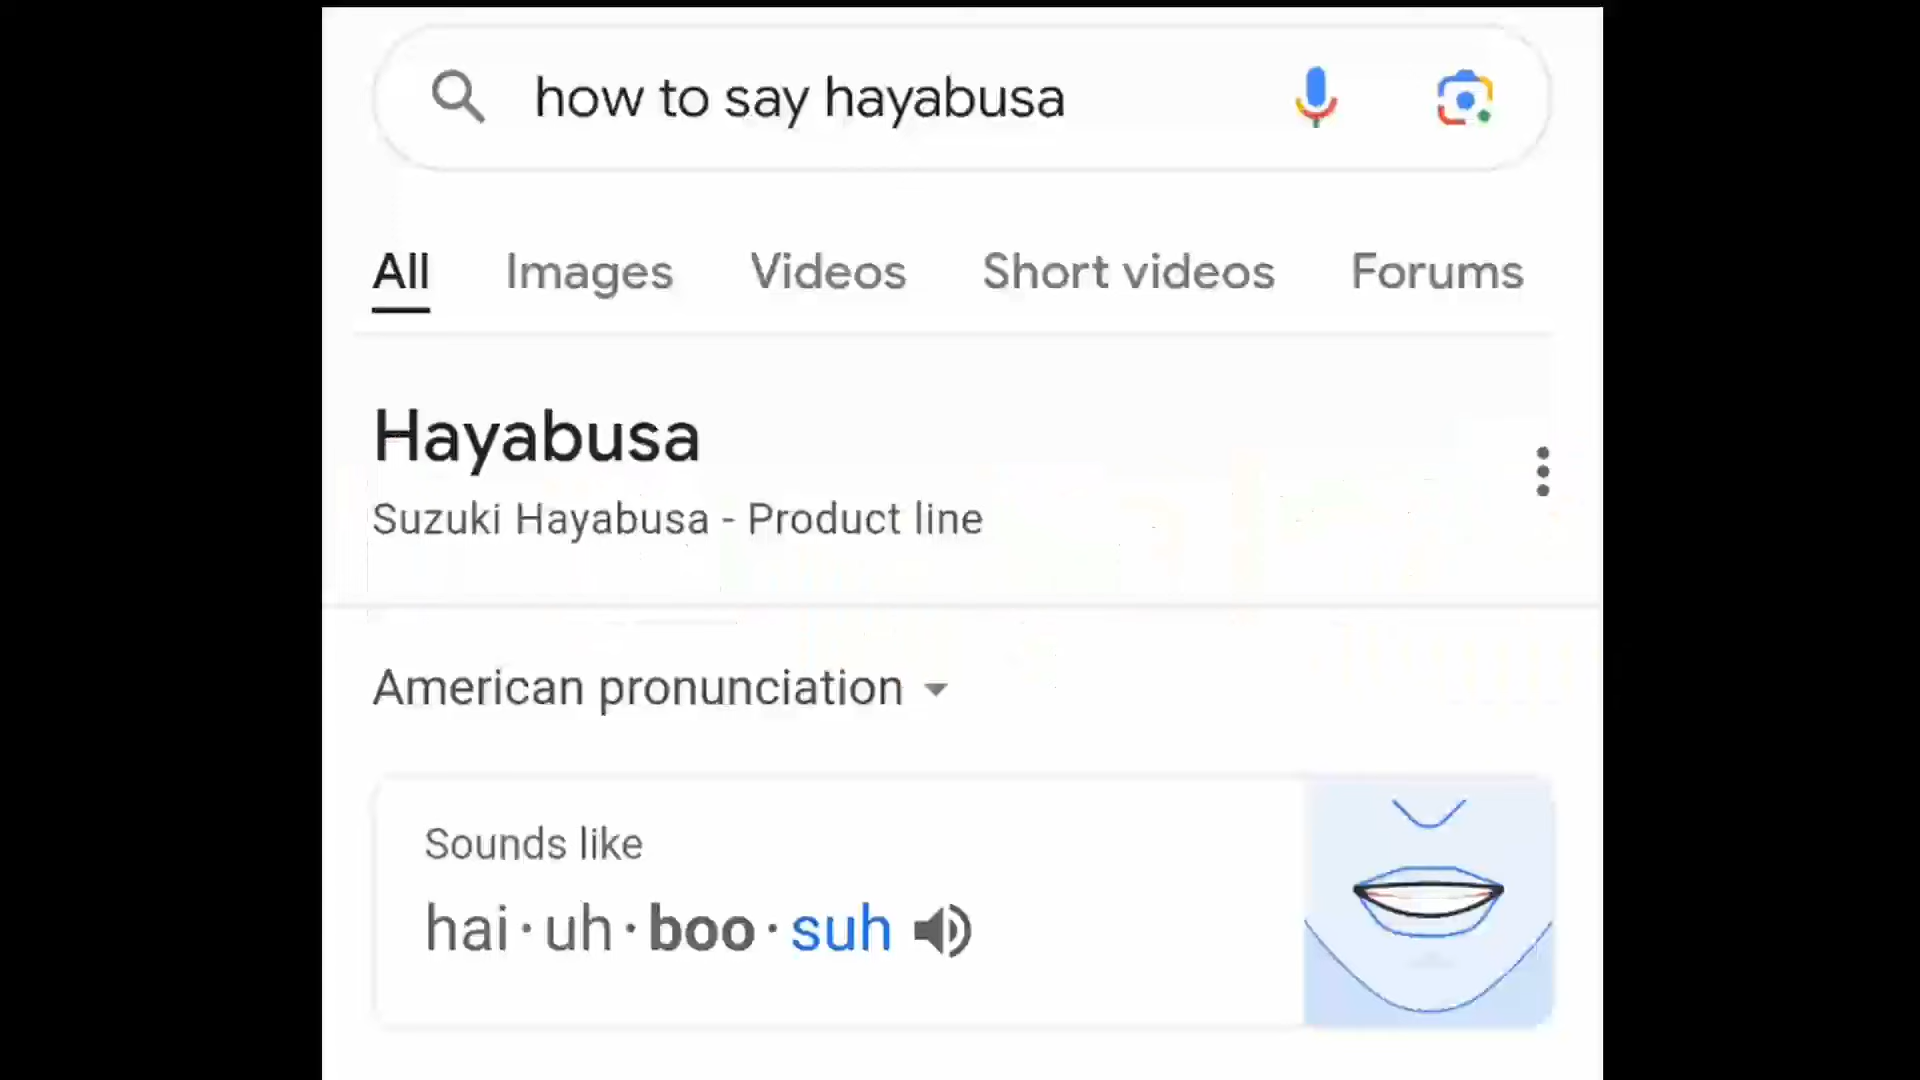 how to say hayabusa
All Images Videos Short videos Forums
Hayabusa
Suzuki Hayabusa - Product line
American pronunciation
Sounds like
hai · uh · boo · suh